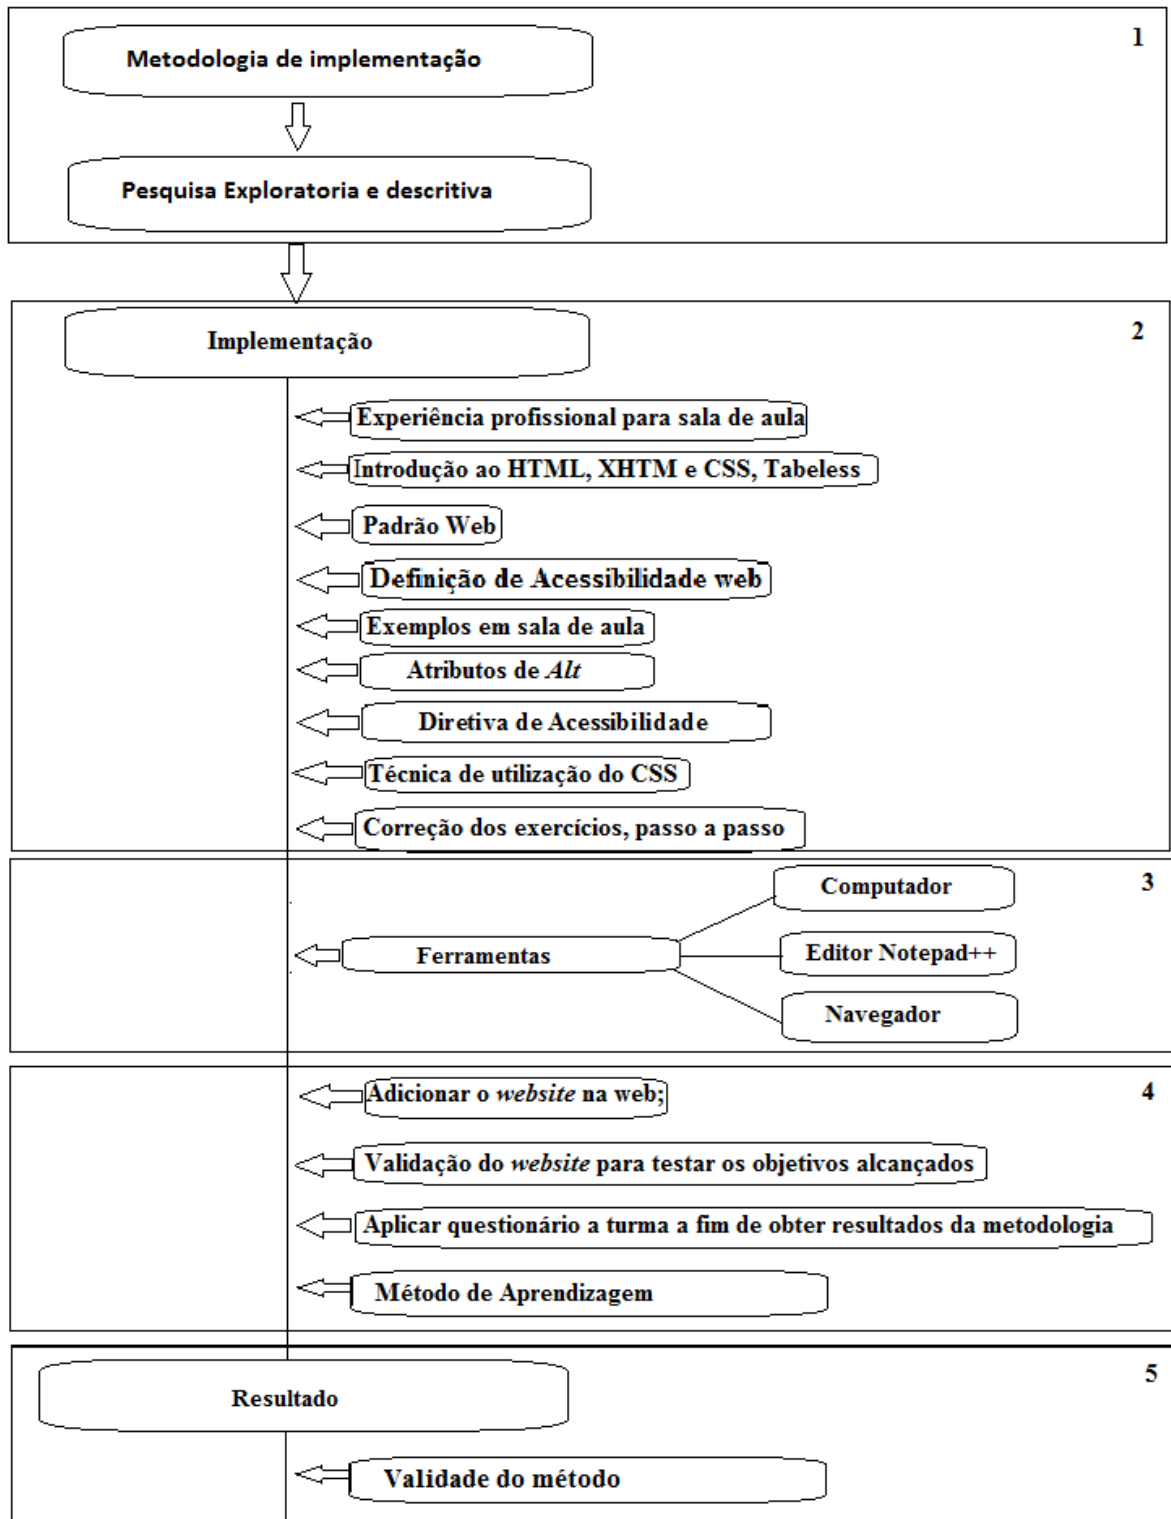 1
Metodologia de implementação
Pesquisa Exploratoria e descritiva
2
Implementação
Experiência profissional para sala de aula
Introdução ao HTML, XHTM e CSS, Tabeless
Padrão Web
Definição de Acessibilidade web
Exemplos em sala de aula
Atributos de Alt
Diretiva de Acessibilidade
Técnica de utilização do CSS
Correção dos exercícios, passo a passo
3
Computador
Ferramentas
Editor Notepad++
Navegador
4
Adicionar o website na web;
Validação do website para testar os objetivos alcançados
Aplicar questionário a turma a fim de obter resultados da metodologia
Método de Aprendizagem
5
Resultado
Validade do método